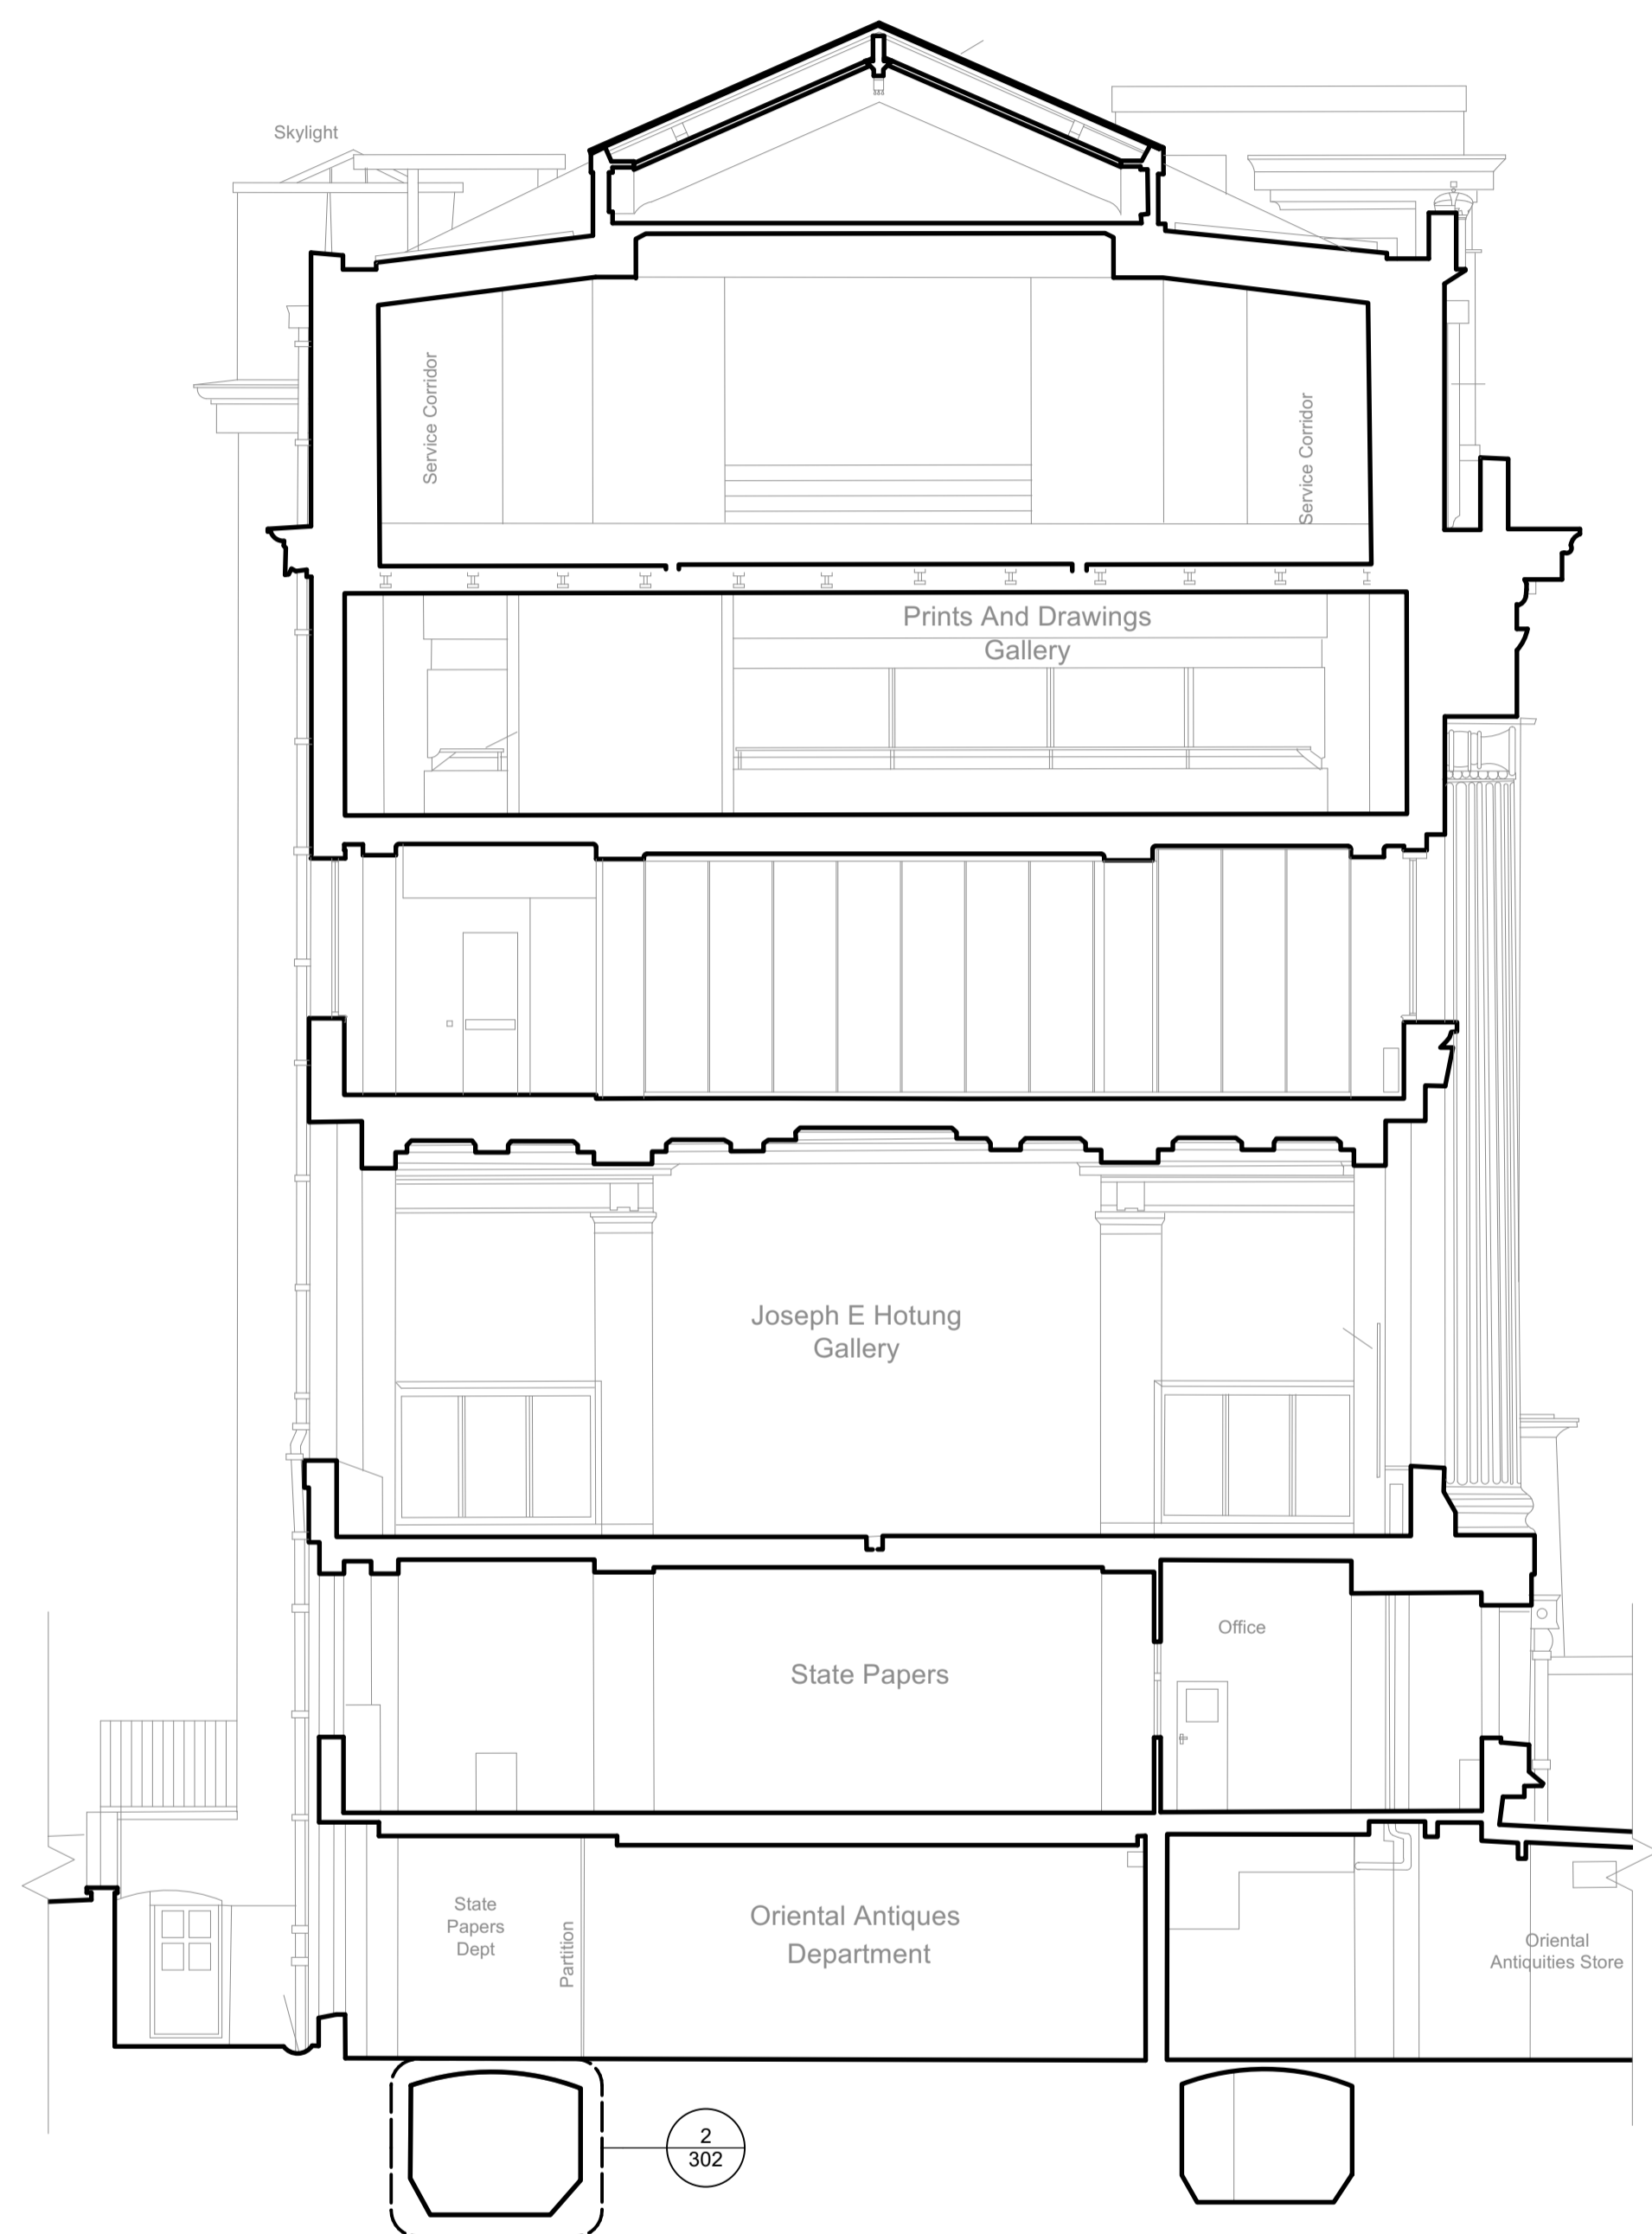 Skylight
Service Corridor
Service Corridor
Prints And Drawings
Gallery
Joseph E Hotung
Gallery
Office
State Papers
State
Papers
Dept
Partition
Oriental Antiques
Department
Oriental
Antiquities Store
2
302